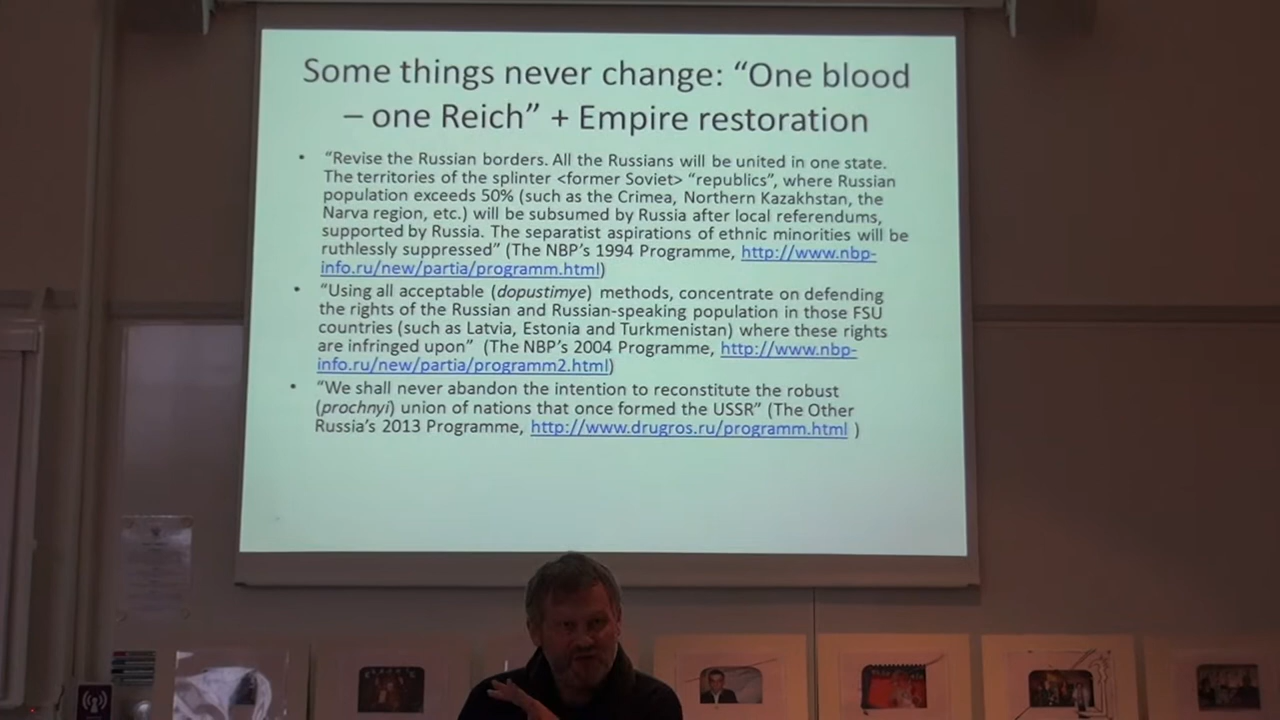 Some things never change: “One blood
– one Reich” + Empire restoration
• “Revise the Russian borders. All the Russians will be united in one state.
The territories of the splinter <former Soviet> “republics”, where Russian
population exceeds 50% (such as the Crimea, Northern Kazakhstan, the
Narva region, etc.) will be subsumed by Russia after local referendums,
supported by Russia. The separatist aspirations of ethnic minorities will be
ruthlessly suppressed” (The NBP’s 1994 Programme, http://www.nbp-
info.ru/new/partia/programm.html)
• “Using all acceptable (dopustimye) methods, concentrate on defending
the rights of the Russian and Russian-speaking population in those FSU
countries (such as Latvia, Estonia and Turkmenistan) where these rights
are infringed upon” (The NBP’s 2004 Programme, http://www.nbp-
info.ru/new/partia/programm2.html)
• “We shall never abandon the intention to reconstitute the robust
(prochnyi) union of nations that once formed the USSR” (The Other
Russia’s 2013 Programme, http://www.drugros.ru/programm.html )